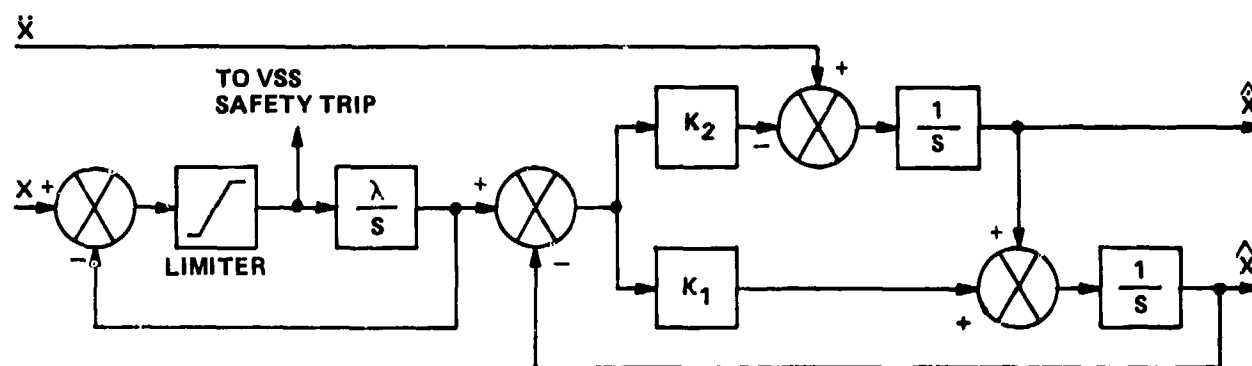 Ẍ
TO VSS
SAFETY TRIP
K₂
+
−
1
S
Ẋ̂
X +
−
LIMITER
λ
S
+
−
K₁
+
+
1
S
X̂